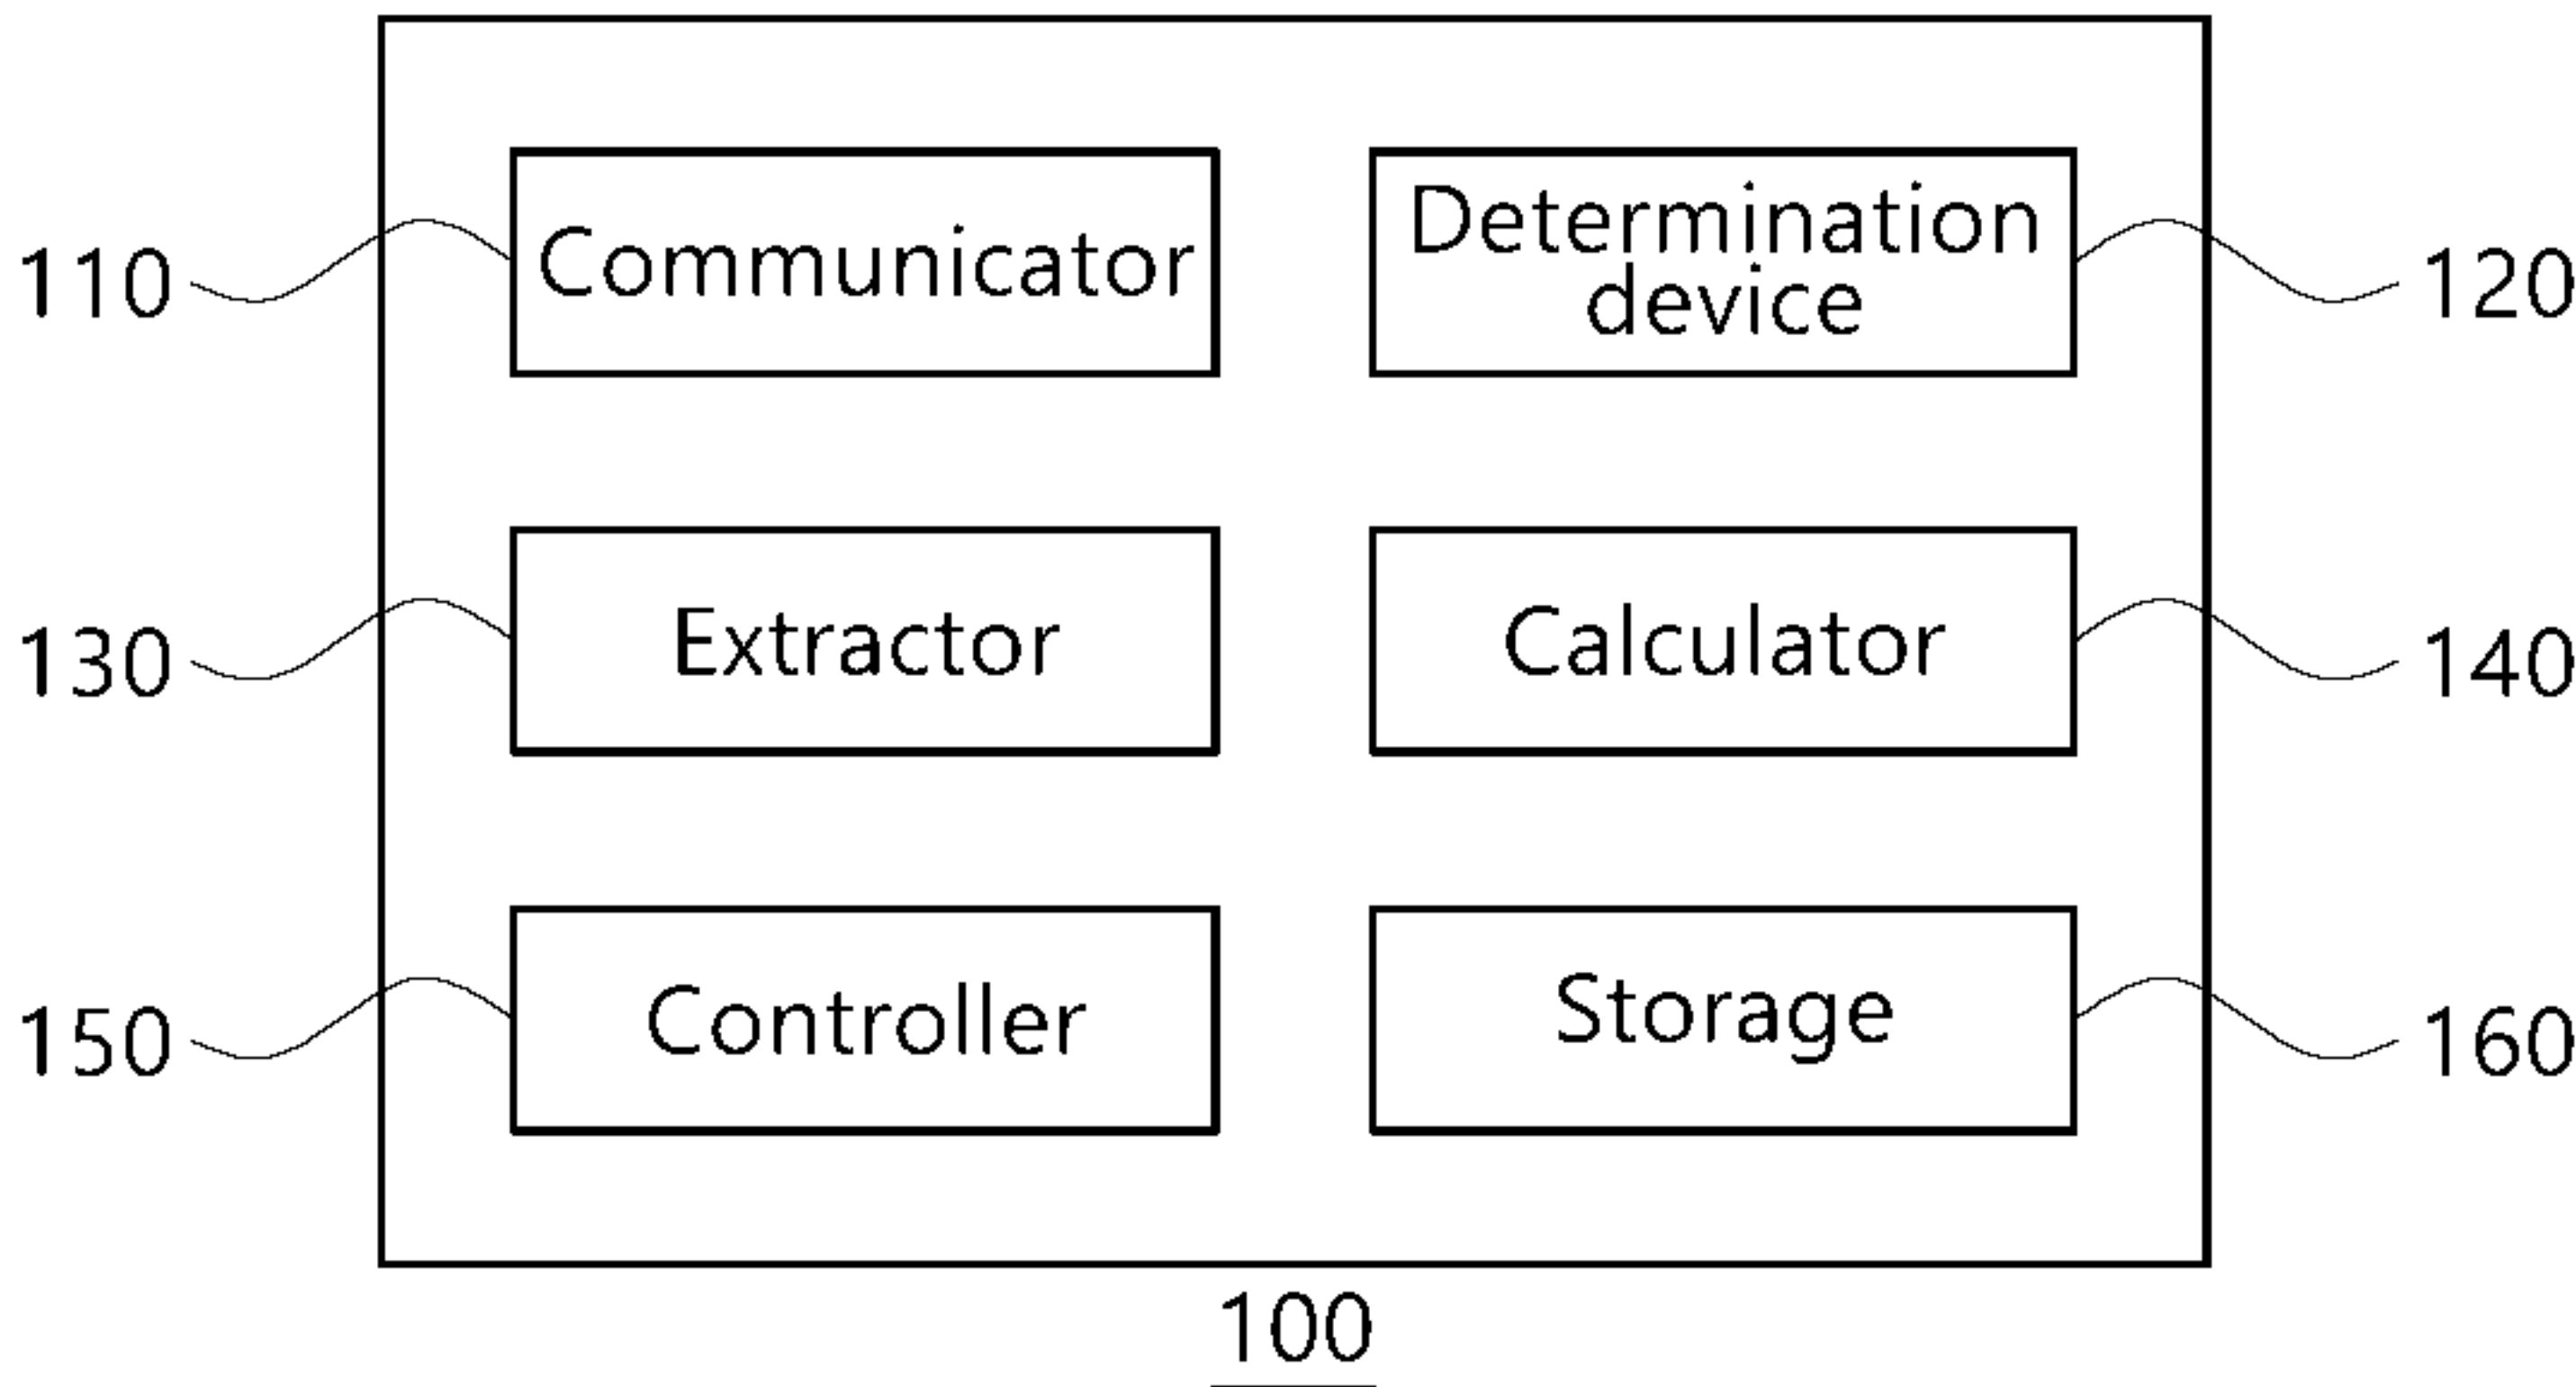 110
Communicator
Determination
device
120
130
Extractor
Calculator
140
150
Controller
Storage
160
100